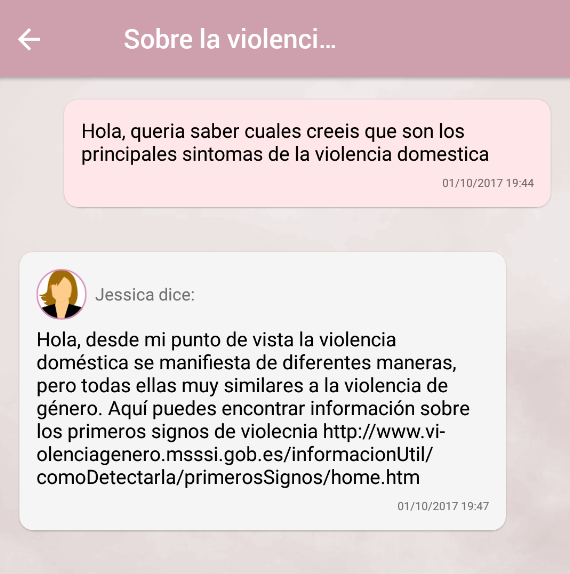 Sobre la violenci...
Hola, queria saber cuales creeis que son los
principales sintomas de la violencia domestica
01/10/2017 19:44
Jessica dice:
Hola, desde mi punto de vista la violencia
doméstica se manifiesta de diferentes maneras,
pero todas ellas muy similares a la violencia de
género. Aquí puedes encontrar información sobre
los primeros signos de violecnia http://www.vi-
olenciagenero.msssi.gob.es/informacionUtil/
comoDetectarla/primerosSignos/home.htm
01/10/2017 19:47